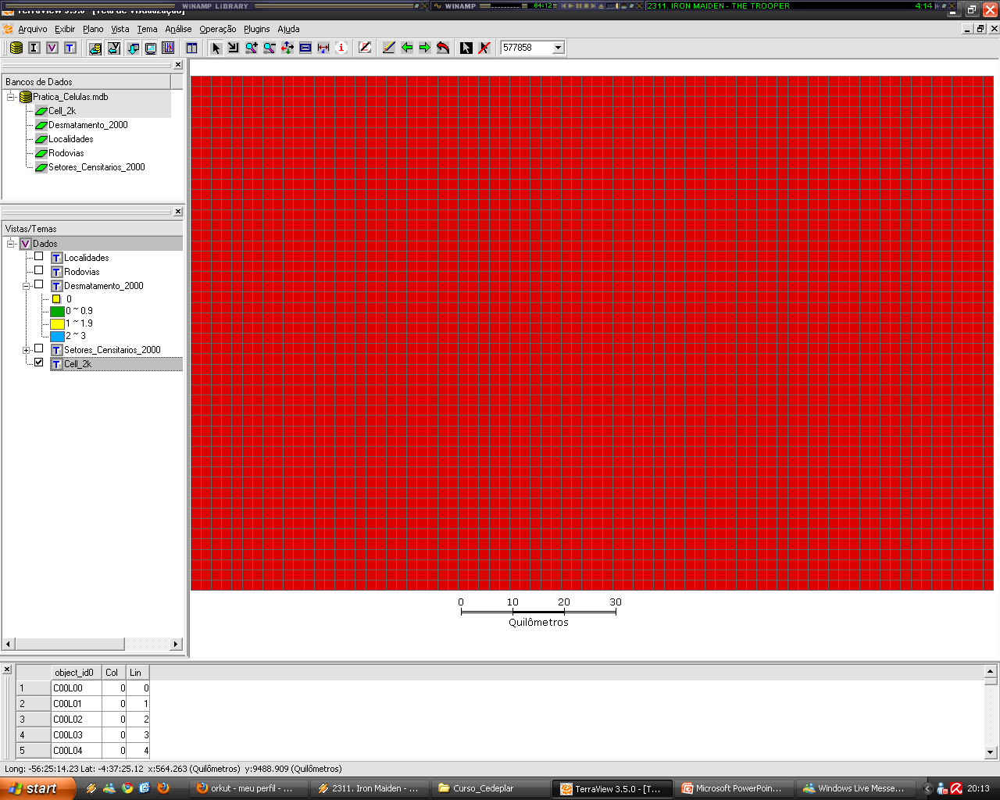 WINAMP LIBRARY
WINAMP
04:12
2311. IRON MAIDEN - THE TROOPER
4:14
TerraView 3.5.0 - [Tela de Visualização]
Arquivo Exibir Plano Vista Tema Análise Operação Plugins Ajuda
I V T
577858
Bancos de Dados
Pratica_Celulas.mdb
Cell_2k
Desmatamento_2000
Localidades
Rodovias
Setores_Censitarios_2000
Vistas/Temas
V Dados
T Localidades
T Rodovias
T Desmatamento_2000
0
0 ~ 0.9
1 ~ 1.9
2 ~ 3
T Setores_Censitarios_2000
T Cell_2k
0 10 20 30
Quilômetros
object_id0 Col Lin
1 C00L00 0 0
2 C00L01 0 1
3 C00L02 0 2
4 C00L03 0 3
5 C00L04 0 4
Long: -56:25:14.23 Lat: -4:37:25.12 x:564.263 (Quilômetros) y:9488.909 (Quilômetros)
start
orkut - meu perfil - ...
2311. Iron Maiden - ...
Curso_Cedeplar
TerraView 3.5.0 - [T...
Microsoft PowerPoin...
Windows Live Messe...
20:13